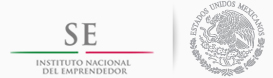 SE
INSTITUTO NACIONAL
DEL EMPRENDEDOR
ESTADOS UNIDOS MEXICANOS